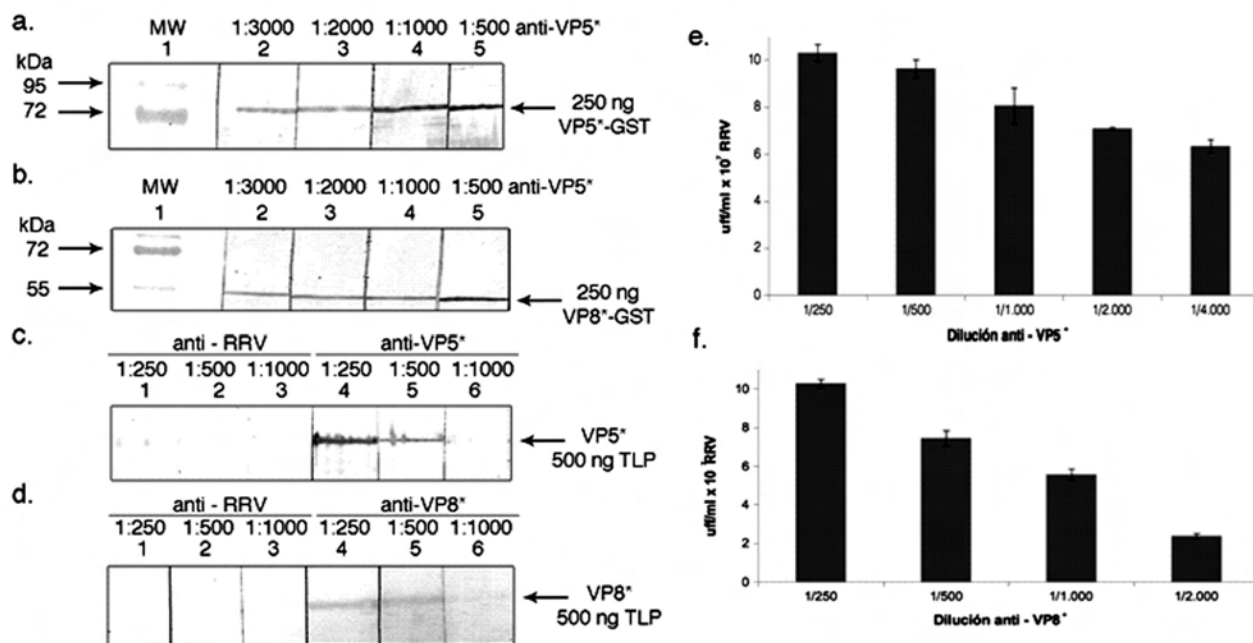 a.
MW 1:3000 1:2000 1:1000 1:500 anti-VP5*
1 2 3 4 5
kDa
95
72
250 ng
VP5*-GST
b.
MW 1:3000 1:2000 1:1000 1:500 anti-VP5*
1 2 3 4 5
kDa
72
55
250 ng
VP8*-GST
c.
anti - RRV anti-VP5*
1:250 1:500 1:1000 1:250 1:500 1:1000
1 2 3 4 5 6
VP5*
500 ng TLP
d.
anti - RRV anti-VP8*
1:250 1:500 1:1000 1:250 1:500 1:1000
1 2 3 4 5 6
VP8*
500 ng TLP
e.
uff/ml x 10⁷ RRV
10
8
6
4
2
0
1/250 1/500 1/1.000 1/2.000 1/4.000
Dilución anti - VP5*
f.
uff/ml x 10⁷RRV
10
8
6
4
2
0
1/250 1/500 1/1.000 1/2.000
Dilución anti - VP8*